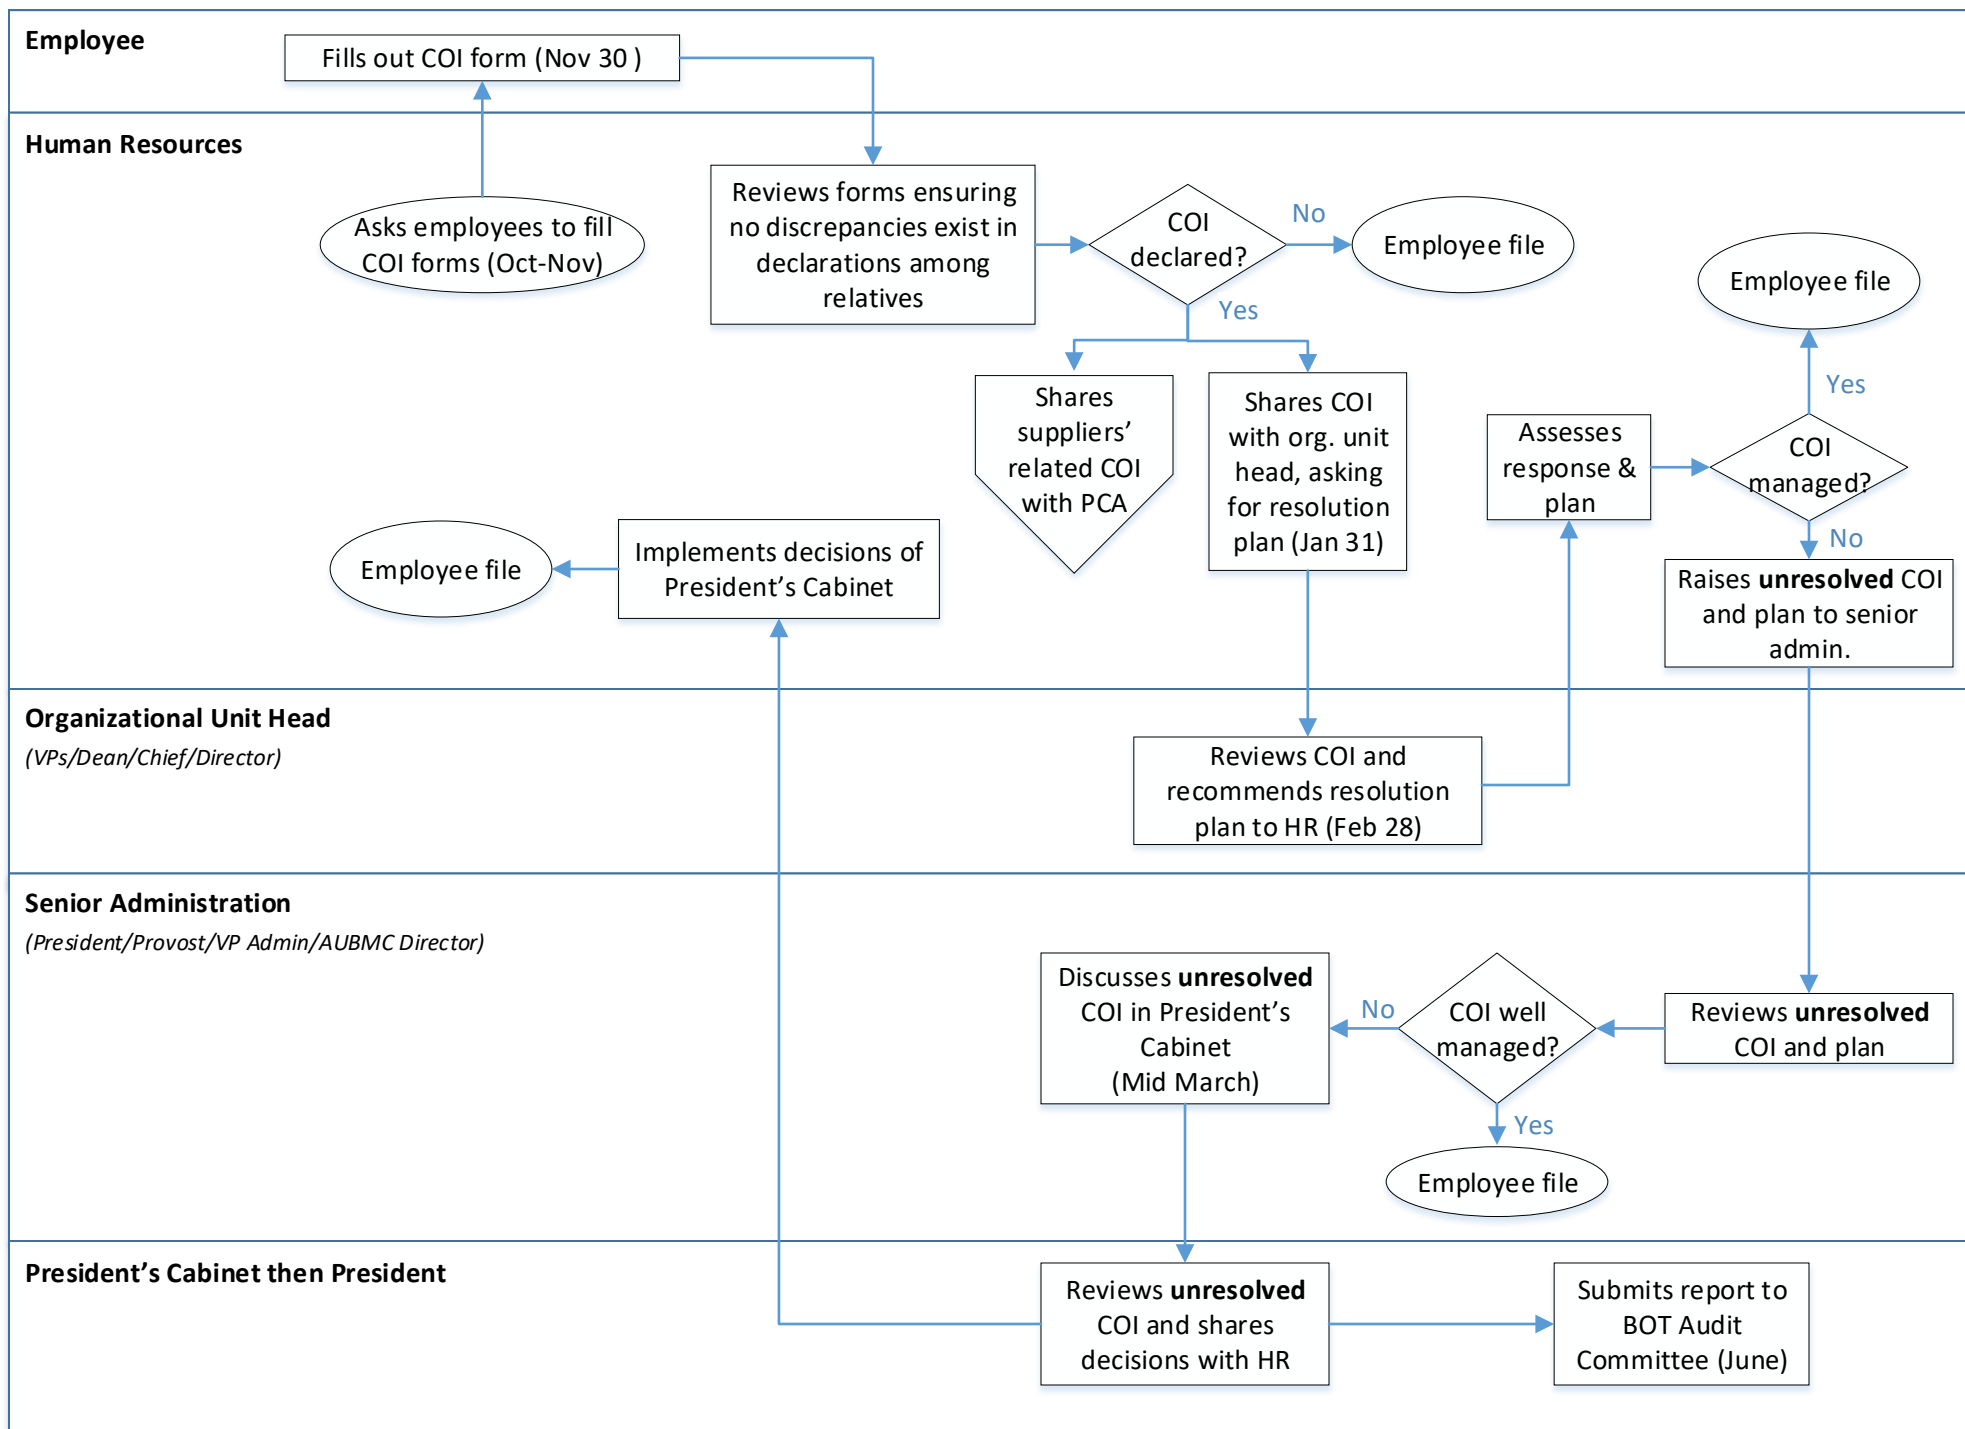 Employee
Fills out COI form (Nov 30 )
Human Resources
Asks employees to fill
COI forms (Oct-Nov)
Reviews forms ensuring
no discrepancies exist in
declarations among
relatives
COI
declared?
No
Employee file
Yes
Shares
suppliers’
related COI
with PCA
Shares COI
with org. unit
head, asking
for resolution
plan (Jan 31)
Assesses
response &
plan
COI
managed?
Yes
Employee file
No
Raises unresolved COI
and plan to senior
admin.
Implements decisions of
President’s Cabinet
Employee file
Organizational Unit Head
(VPs/Dean/Chief/Director)
Reviews COI and
recommends resolution
plan to HR (Feb 28)
Senior Administration
(President/Provost/VP Admin/AUBMC Director)
Reviews unresolved
COI and plan
COI well
managed?
No
Discusses unresolved
COI in President’s
Cabinet
(Mid March)
Yes
Employee file
President’s Cabinet then President
Reviews unresolved
COI and shares
decisions with HR
Submits report to
BOT Audit
Committee (June)